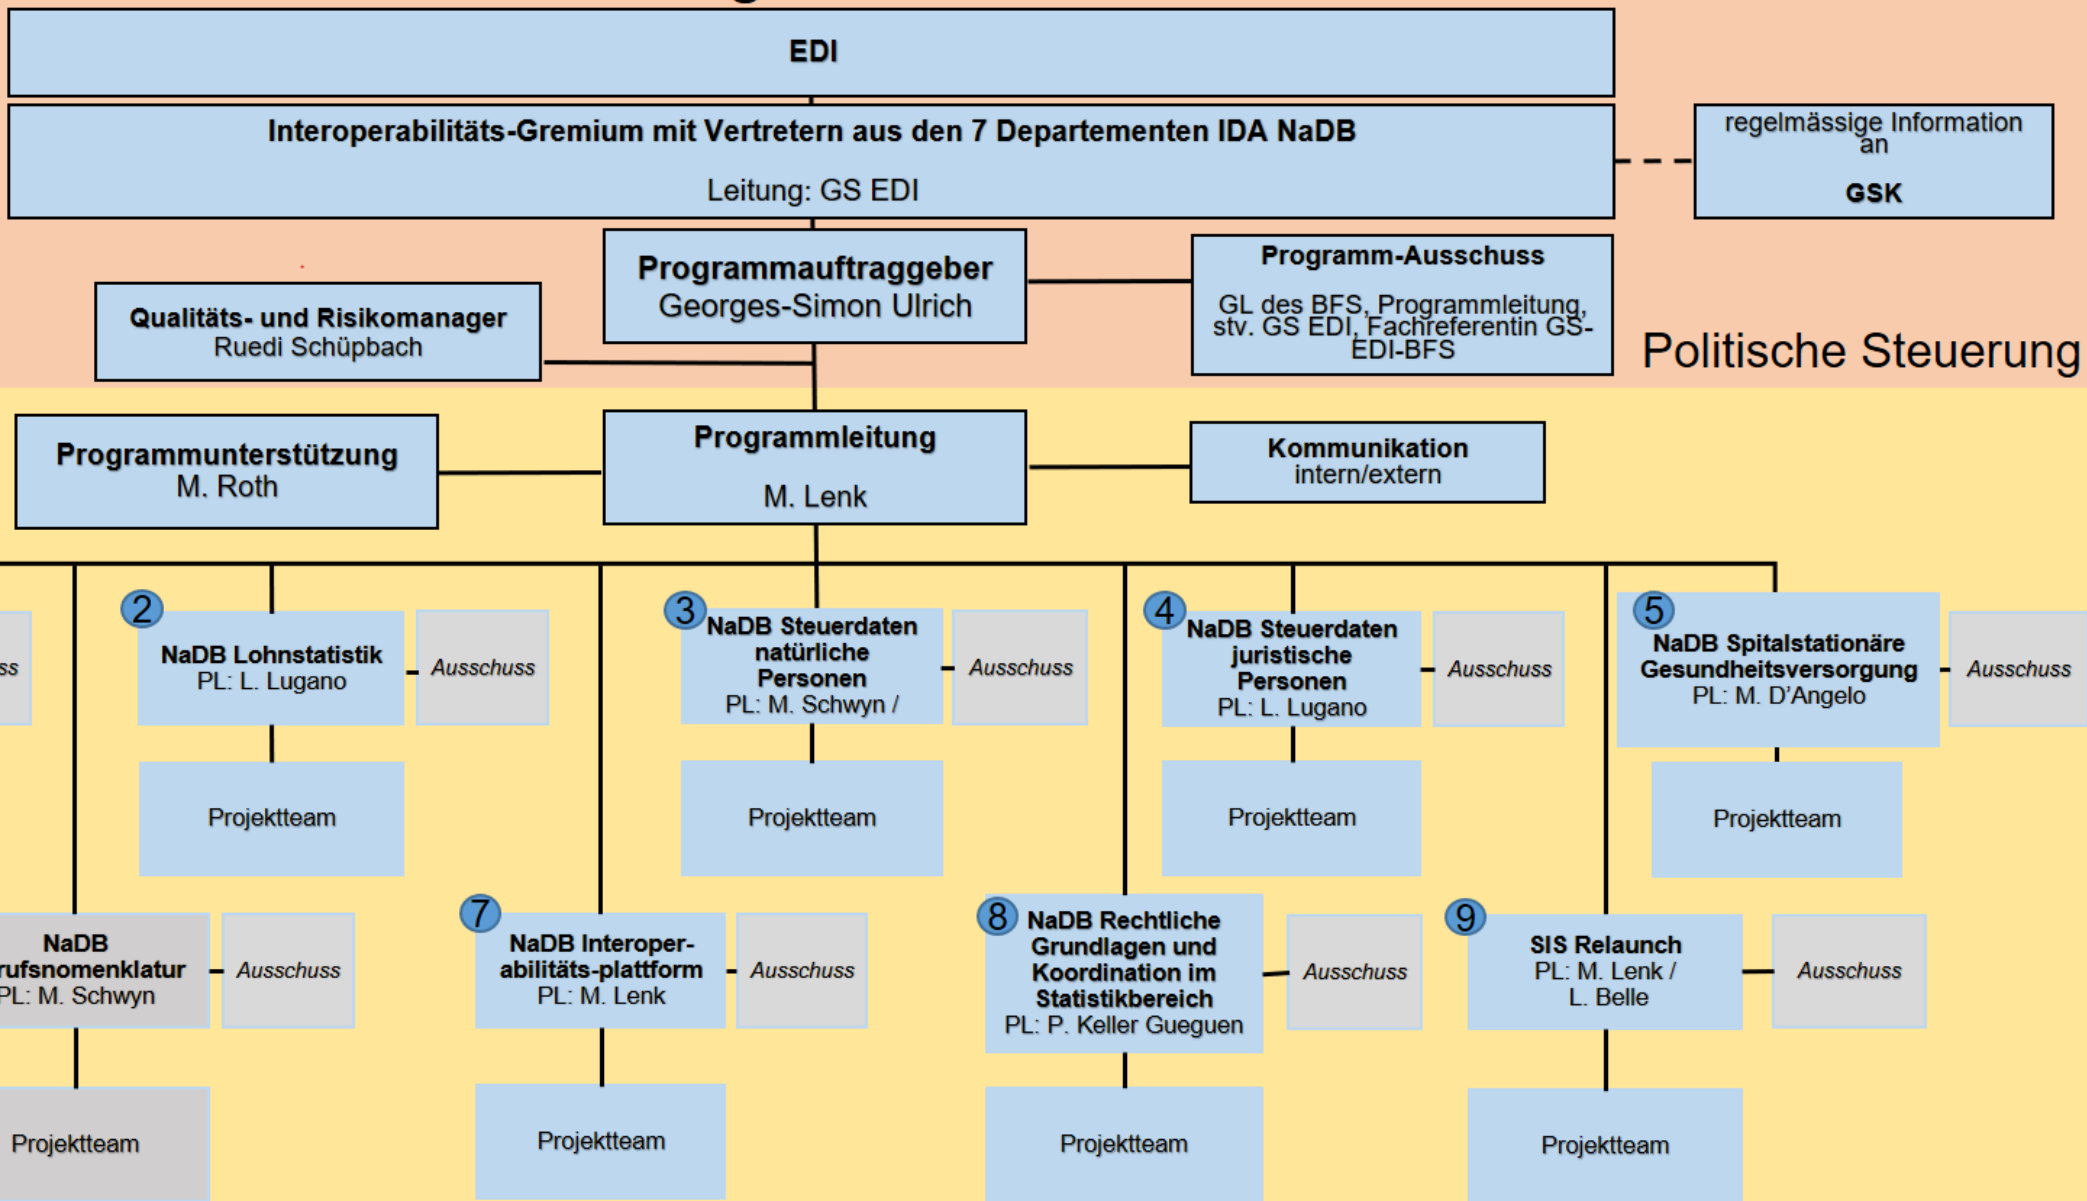 EDI
Interoperabilitäts-Gremium mit Vertretern aus den 7 Departementen IDA NaDB
Leitung: GS EDI
regelmässige Information
an
GSK
Programmauftraggeber
Georges-Simon Ulrich
Programm-Ausschuss
GL des BFS, Programmleitung,
stv. GS EDI, Fachreferentin GS-
EDI-BFS
Qualitäts- und Risikomanager
Ruedi Schüpbach
Politische Steuerung
Programmunterstützung
M. Roth
Programmleitung
M. Lenk
Kommunikation
intern/extern
ss
2
NaDB Lohnstatistik
PL: L. Lugano
Ausschuss
3
NaDB Steuerdaten
natürliche
Personen
PL: M. Schwyn /
Ausschuss
4
NaDB Steuerdaten
juristische
Personen
PL: L. Lugano
Ausschuss
5
NaDB Spitalstationäre
Gesundheitsversorgung
PL: M. D'Angelo
Ausschuss
Projektteam
Projektteam
Projektteam
Projektteam
NaDB
rufsnomenklatur
PL: M. Schwyn
Ausschuss
7
NaDB Interoper-
abilitäts-plattform
PL: M. Lenk
Ausschuss
8
NaDB Rechtliche
Grundlagen und
Koordination im
Statistikbereich
PL: P. Keller Gueguen
Ausschuss
9
SIS Relaunch
PL: M. Lenk /
L. Belle
Ausschuss
Projektteam
Projektteam
Projektteam
Projektteam